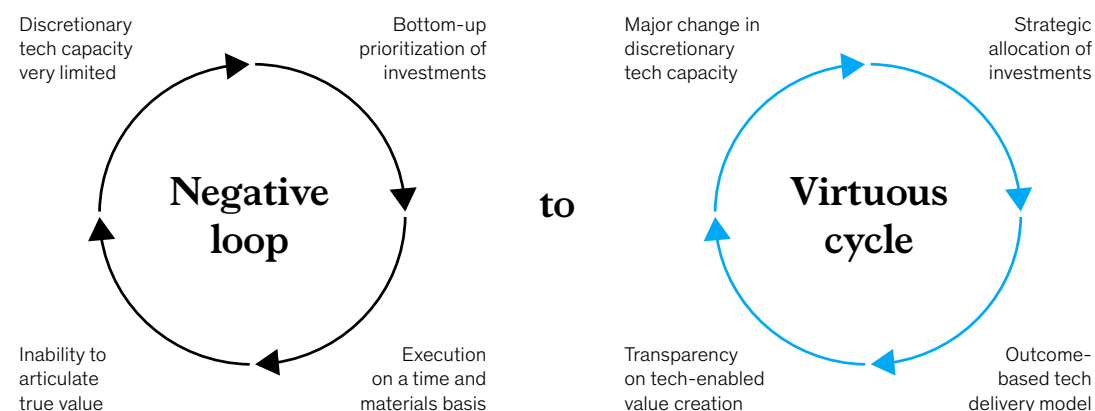 Discretionary
tech capacity
very limited
Bottom-up
prioritization of
investments
Negative
loop
Inability to
articulate
true value
Execution
on a time and
materials basis
to
Major change in
discretionary
tech capacity
Strategic
allocation of
investments
Virtuous
cycle
Transparency
on tech-enabled
value creation
Outcome-
based tech
delivery model